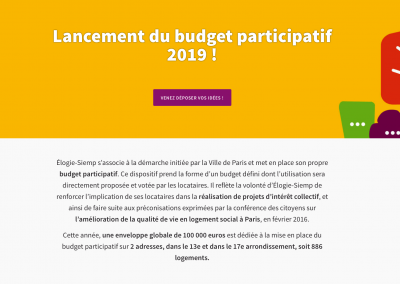 Lancement du budget participatif
2019 !
VENEZ DÉPOSER VOS IDÉES !
Élogie-Siemp s'associe à la démarche initiée par la Ville de Paris et met en place son propre
budget participatif. Ce dispositif prend la forme d'un budget défini dont l'utilisation sera
directement proposée et votée par les locataires. Il reflète la volonté d'Élogie-Siemp de
renforcer l'implication de ses locataires dans la réalisation de projets d'intérêt collectif, et
ainsi de faire suite aux préconisations exprimées par la conférence des citoyens sur
l'amélioration de la qualité de vie en logement social à Paris, en février 2016.
Cette année, une enveloppe globale de 100 000 euros est dédiée à la mise en place du
budget participatif sur 2 adresses, dans le 13e et dans le 17e arrondissement, soit 886
logements.